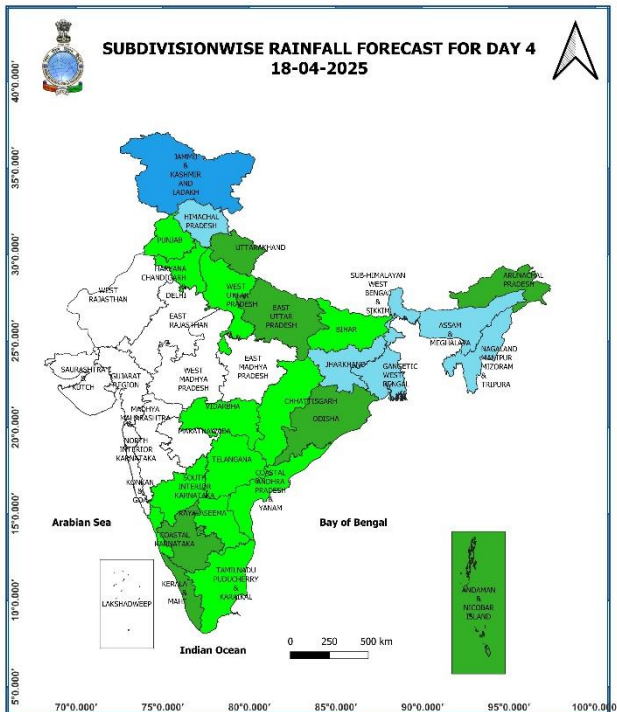 SUBDIVISIONWISE RAINFALL FORECAST FOR DAY 4
18-04-2025
40°0.000'
35°0.000'
30°0.000'
25°0.000'
20°0.000'
15°0.000'
10°0.000'
5°0.000'
JAMMU
&
KASHMIR
AND
LADAKH
HIMACHAL
PRADESH
PUNJAB
UTTARAKHAND
HARYANA
CHANDIGARH
&
DELHI
WEST
UTTAR
PRADESH
WEST
RAJASTHAN
EAST
RAJASTHAN
EAST
UTTAR
PRADESH
SUB-HIMALAYAN
WEST
BENGAL
&
SIKKIM
ARUNACHAL
PRADESH
BIHAR
ASSAM
&
MEGHALAYA
NAGALAND
MANIPUR
MIZORAM
&
TRIPURA
SAURASHTRA
&
KUTCH
GUJARAT
REGION
WEST
MADHYA
PRADESH
EAST
MADHYA
PRADESH
JHARKHAND
GANGETIC
WEST
BENGAL
CHHATTISGARH
ODISHA
MADHYA
MAHARASHTRA
VIDARBHA
MARATHAWADA
NORTH
INTERIOR
KARNATAKA
TELANGANA
KONKAN
&
GOA
SOUTH
INTERIOR
KARNATAKA
COASTAL
ANDHRA
PRADESH
&
YANAM
RAYALASEEMA
COASTAL
KARNATAKA
Arabian Sea
Bay of Bengal
KERALA
&
MAHE
TAMILNADU
PUDUCHERRY
&
KARAIKAL
LAKSHADWEEP
ANDAMAN
&
NICOBAR
ISLAND
Indian Ocean
0 250 500 km
70°0.000' 75°0.000' 80°0.000' 85°0.000' 90°0.000' 95°0.000' 100°0.000'